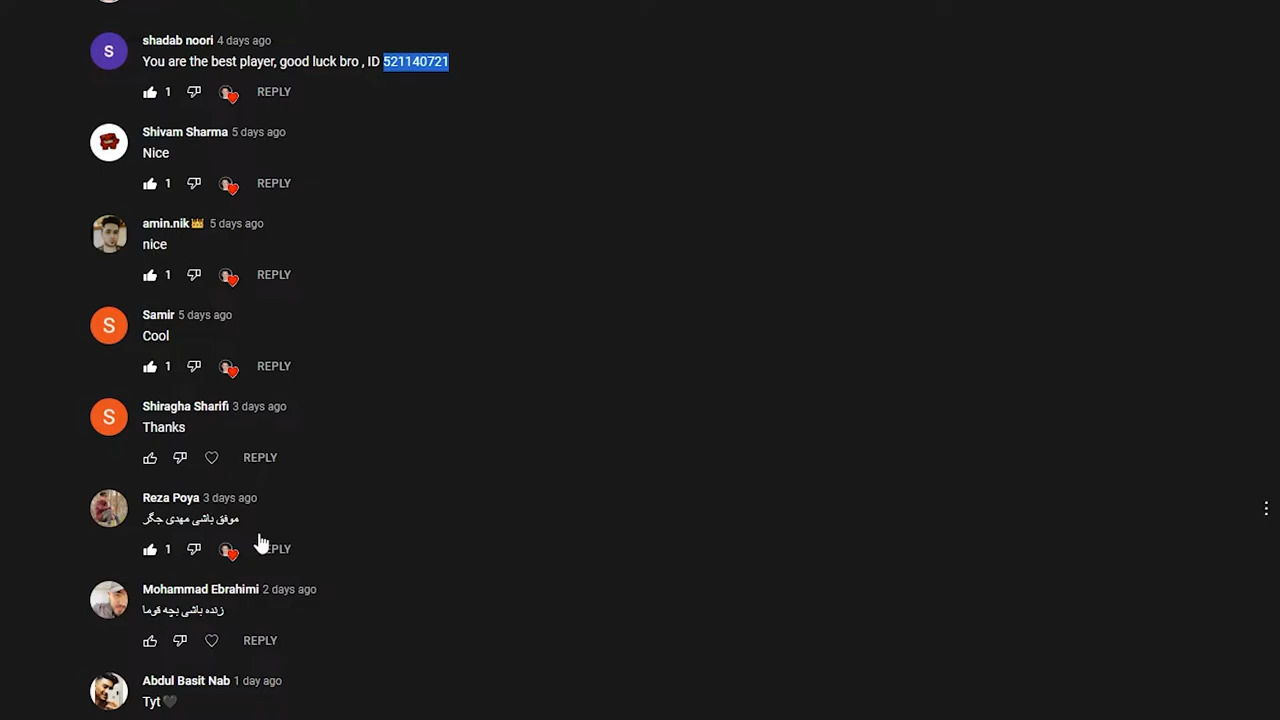 shadab noori 4 days ago
You are the best player, good luck bro , ID 521140721
1 REPLY
Shivam Sharma 5 days ago
Nice
1 REPLY
amin.nik👑 5 days ago
nice
1 REPLY
Samir 5 days ago
Cool
1 REPLY
Shiragha Sharifi 3 days ago
Thanks
REPLY
Reza Poya 3 days ago
موفق باشی مهدی جگر
1 REPLY
Mohammad Ebrahimi 2 days ago
زنده باشی بچه قوما
REPLY
Abdul Basit Nab 1 day ago
Tyt🖤